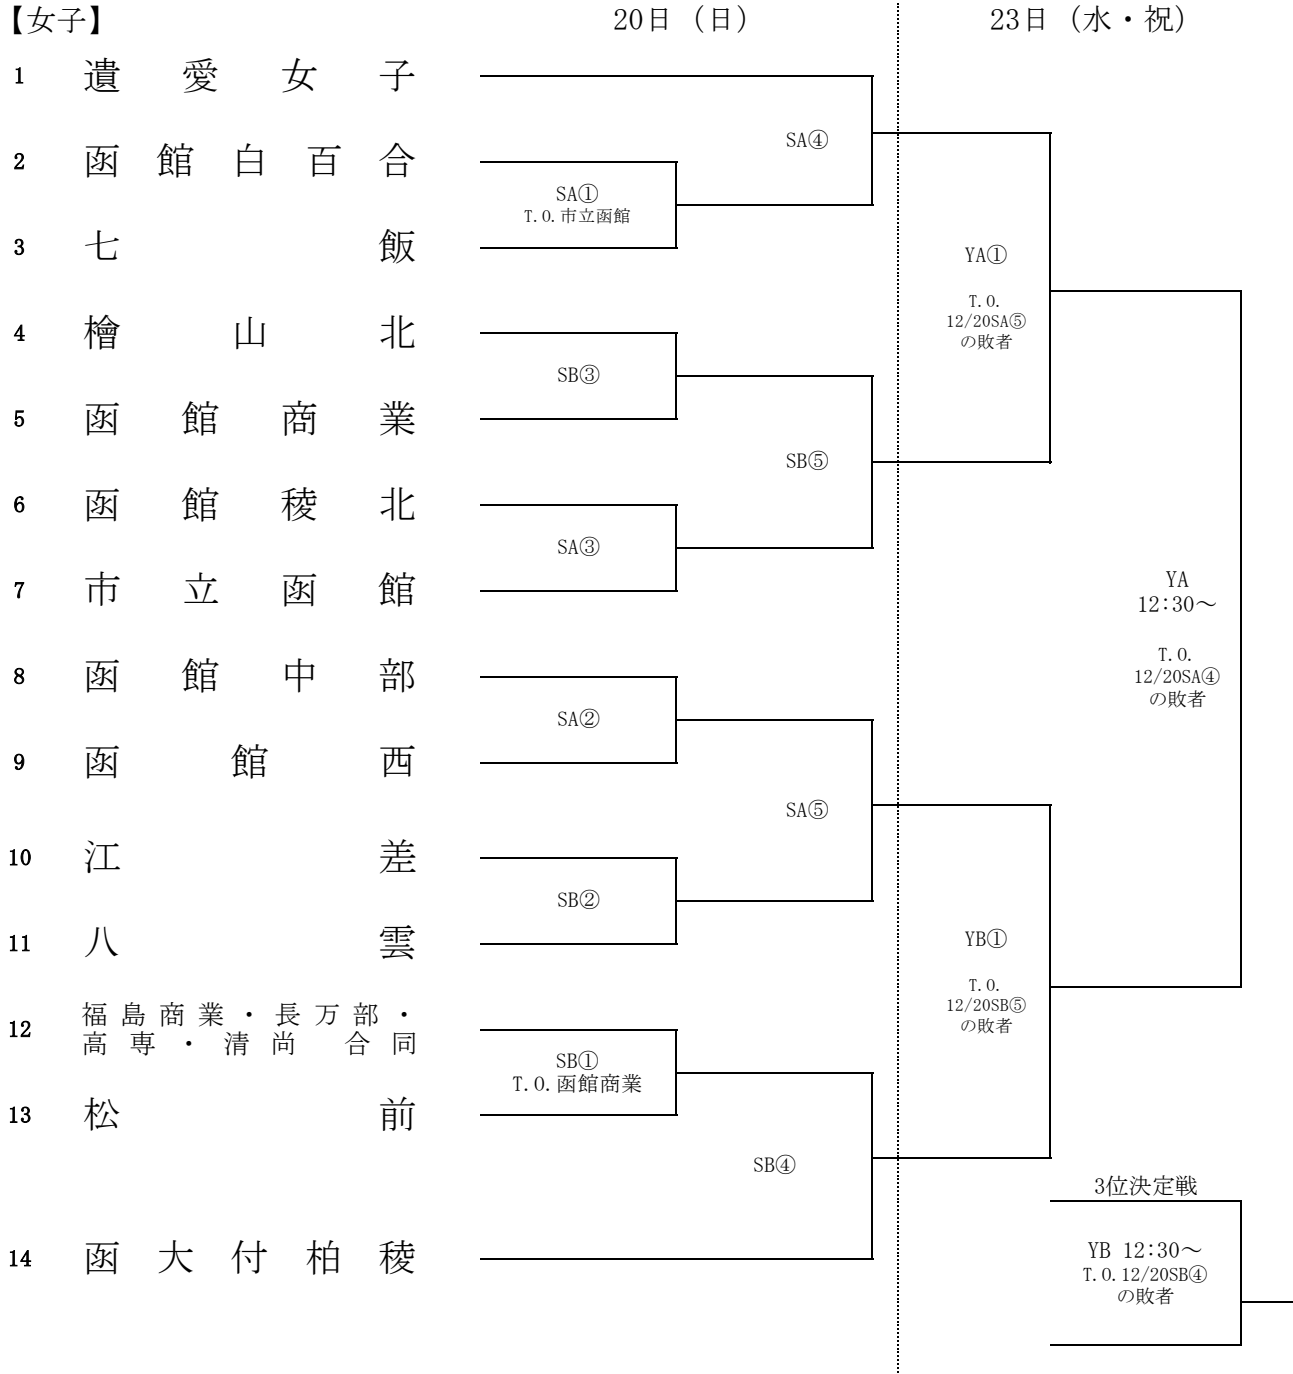 【女子】 20日（日） 23日（水・祝）
1 遺愛女子
SA④
2 函館白百合
SA①
T.O.市立函館
3 七飯
YA①
T.O.
12/20SA⑤
の敗者
4 檜山北
SB③
5 函館商業
SB⑤
6 函館稜北
SA③
7 市立函館
YA
12:30～
T.O.
12/20SA④
の敗者
8 函館中部
SA②
9 函館西
SA⑤
10 江差
SB②
11 八雲
YB①
T.O.
12/20SB⑤
の敗者
12 福島商業・長万部・
高専・清尚 合同
SB①
T.O.函館商業
13 松前
SB④
14 函大付柏稜
3位決定戦
YB 12:30～
T.O.12/20SB④
の敗者